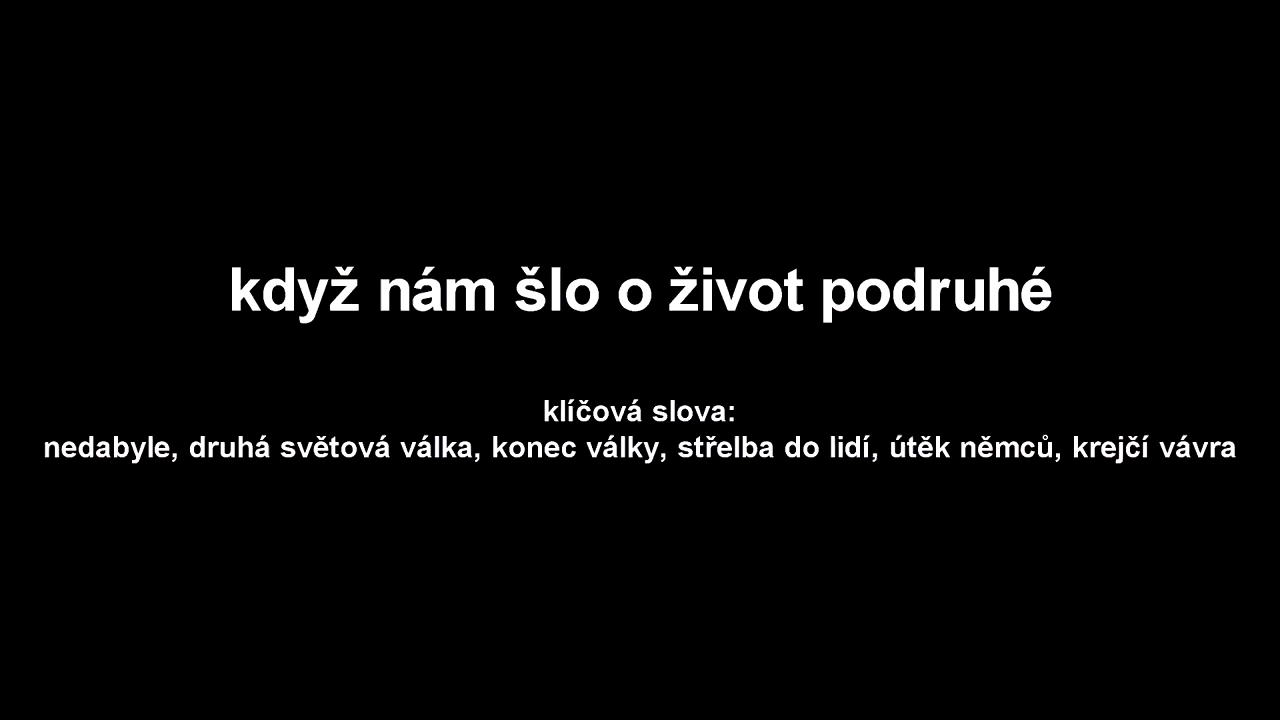 když nám šlo o život podruhé
klíčová slova:
nedabyle, druhá světová válka, konec války, střelba do lidí, útěk němců, krejčí vávra